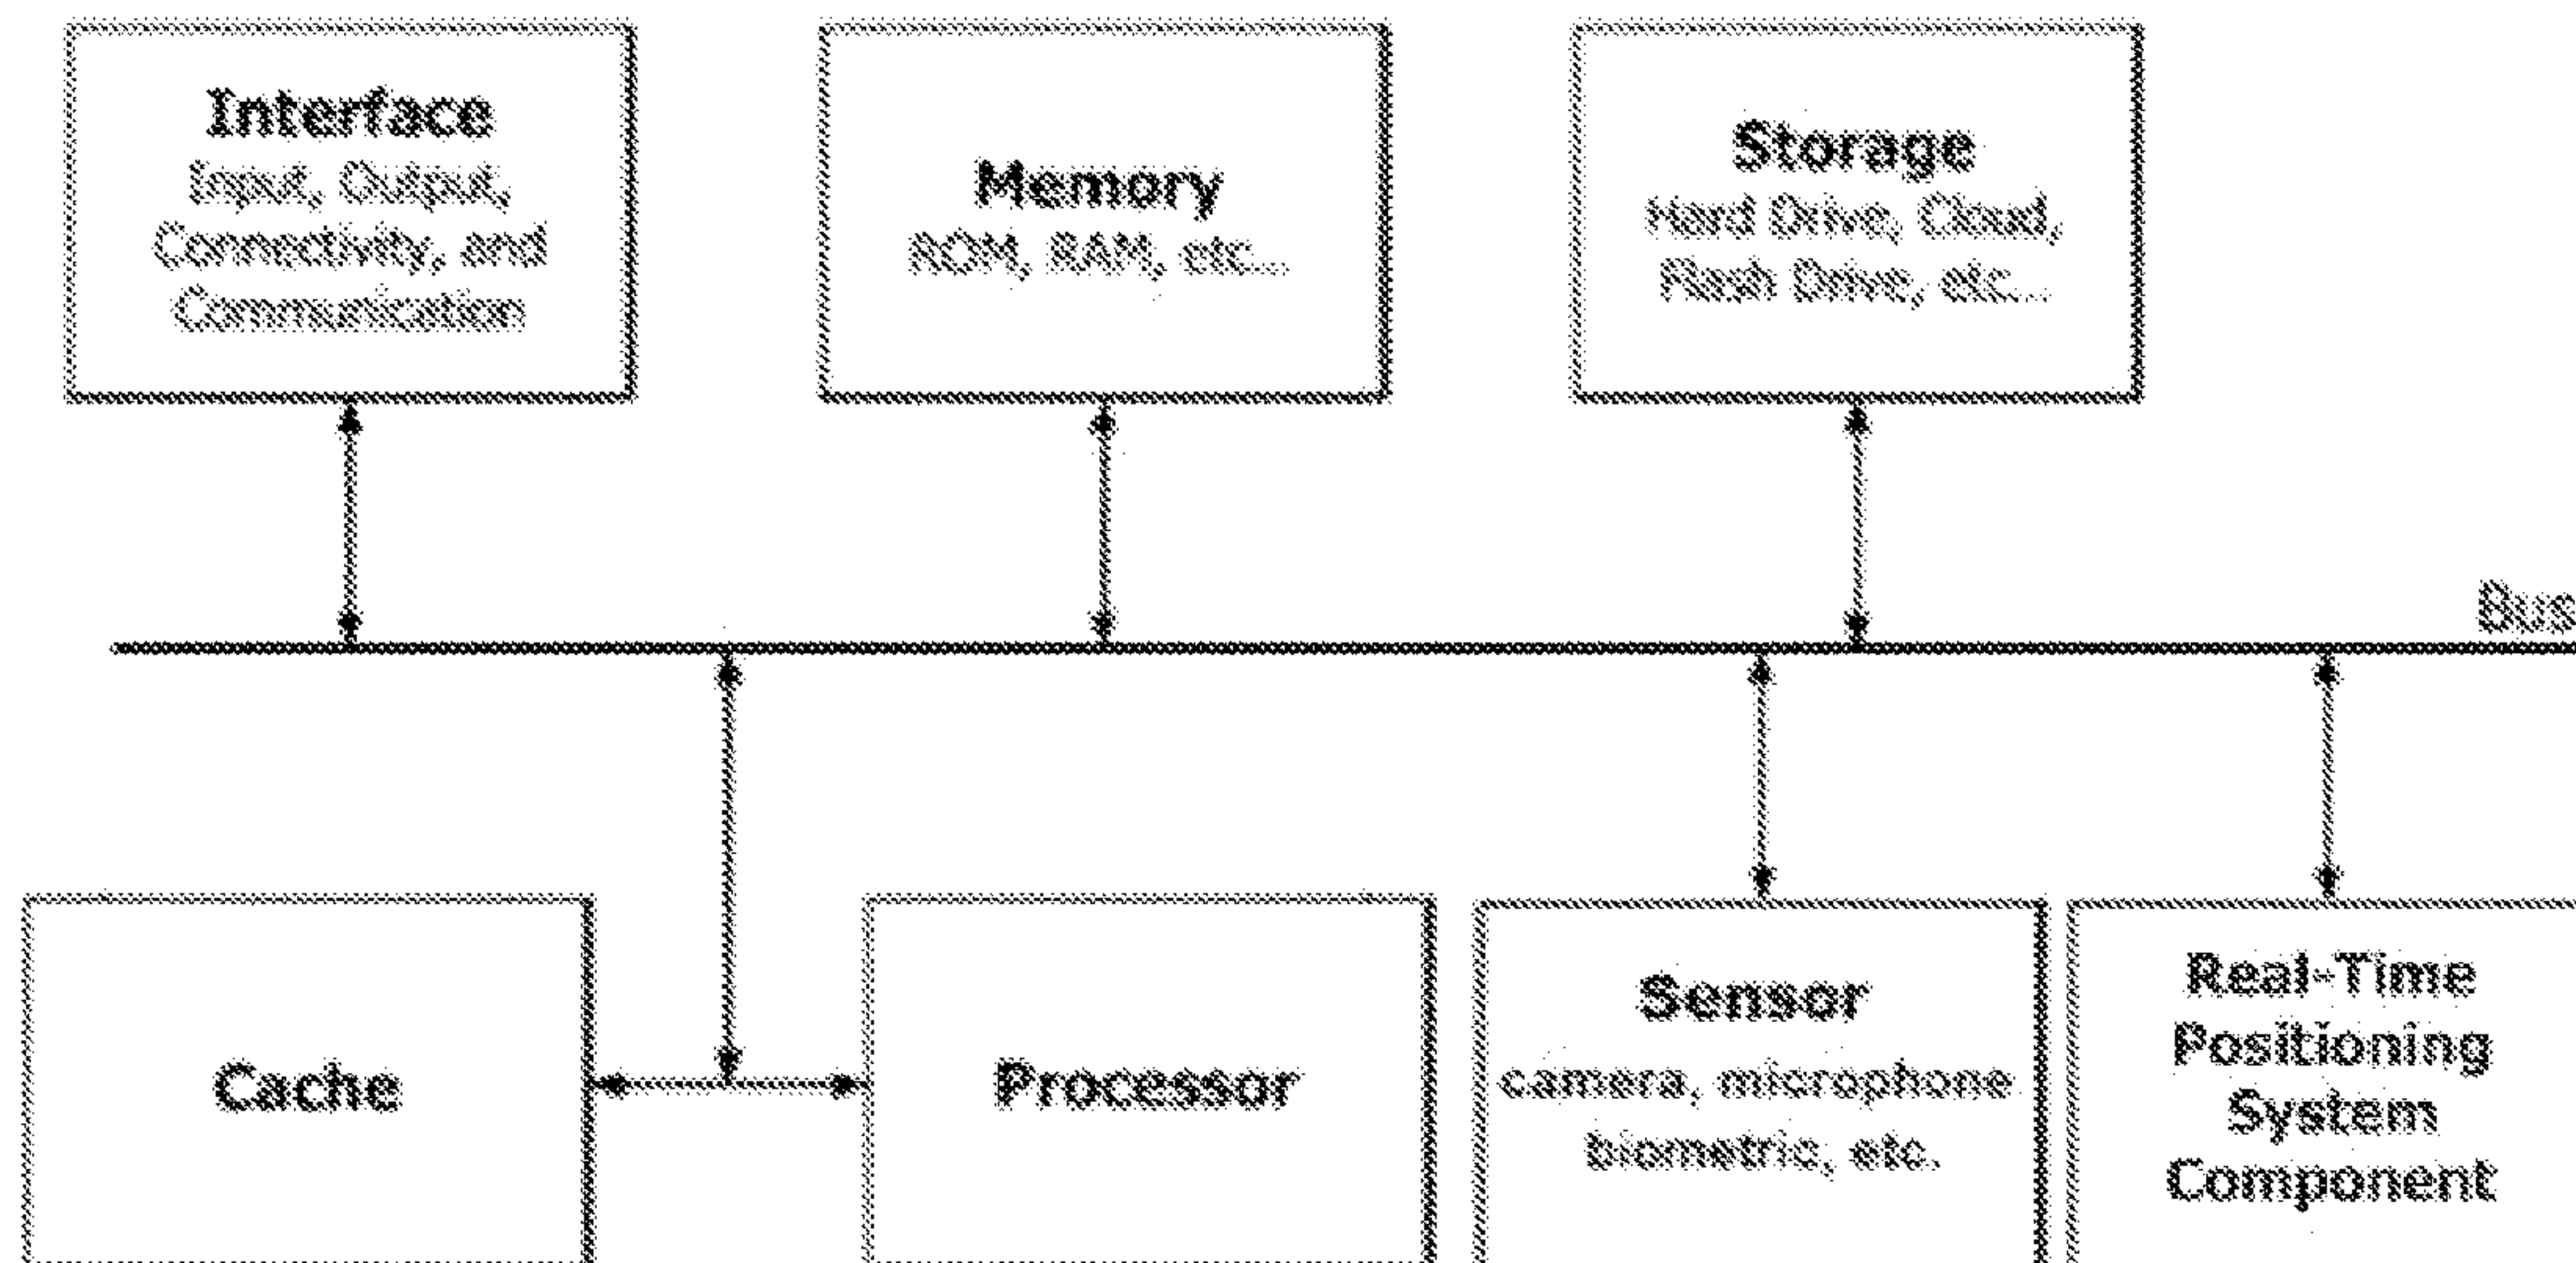 Interface
Input, Output,
Connectivity, and
Communication
Memory
ROM, RAM, etc...
Storage
Hard Drive, Cloud,
Flash Drive, etc...
Bus
Cache
Processor
Sensor
camera, microphone
biometric, etc.
Real-Time
Positioning
System
Component